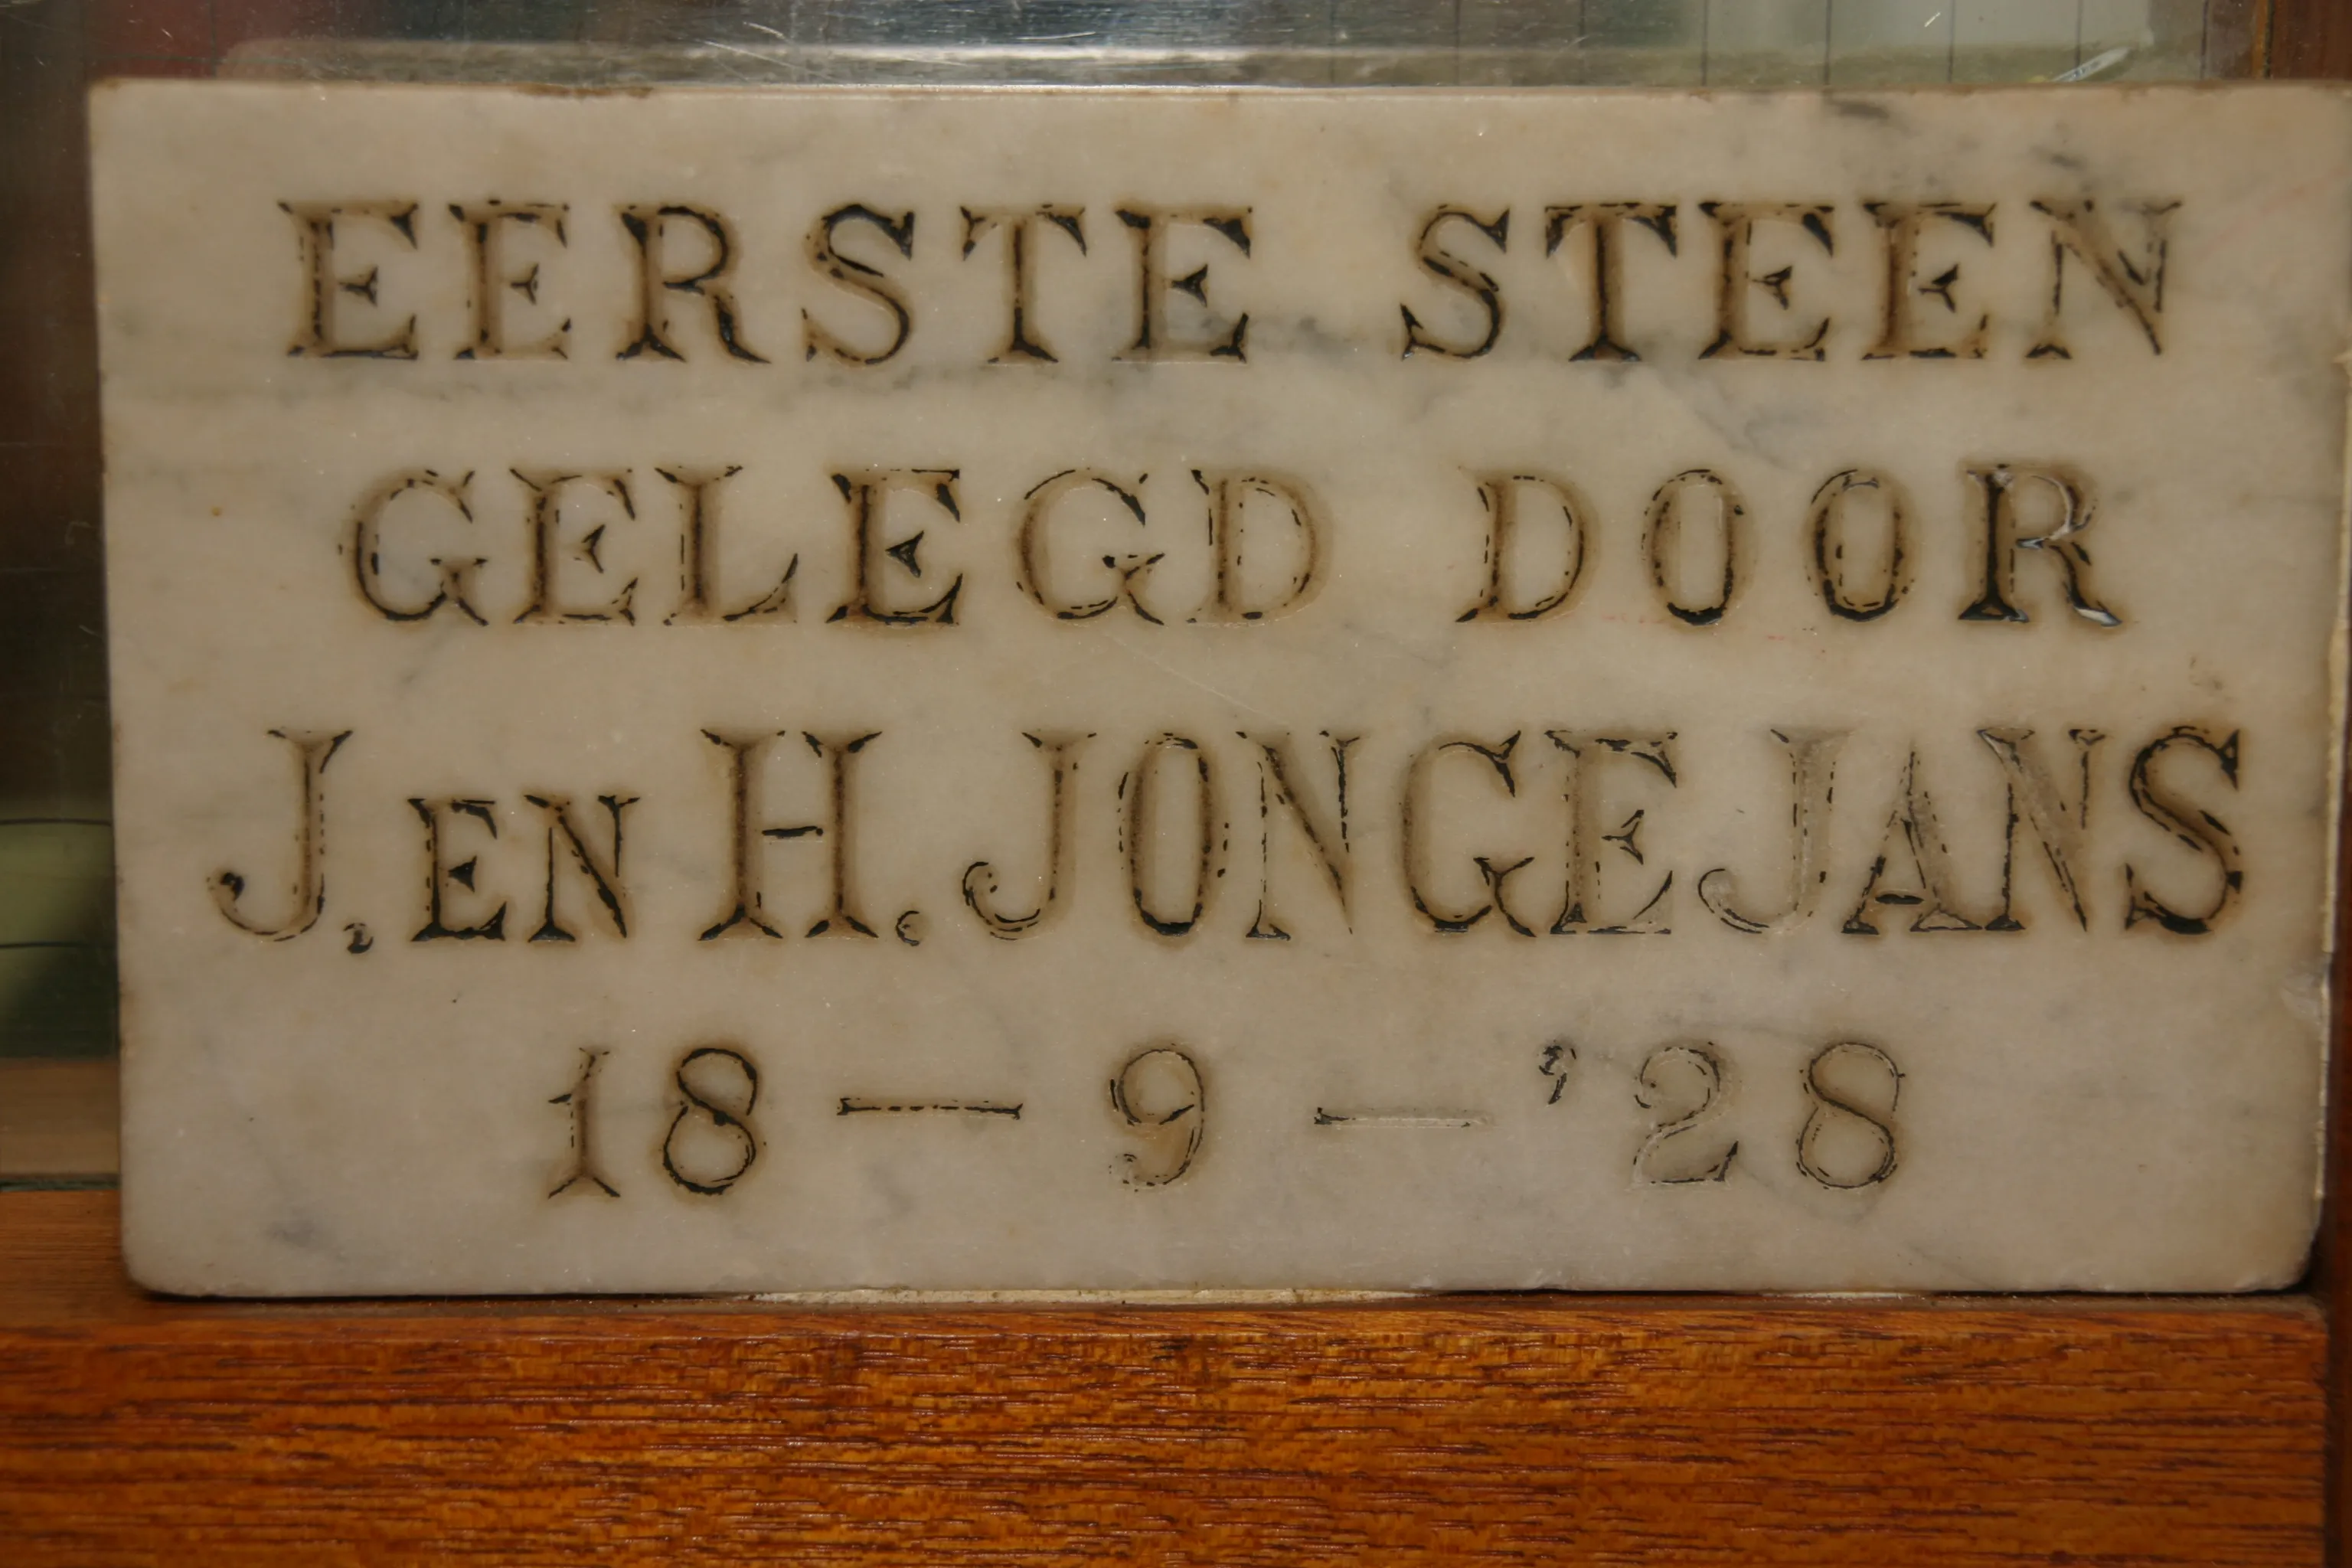 EERSTE STEEN
GELEGD DOOR
J. EN H. JONGEJANS
18 — 9 — '28